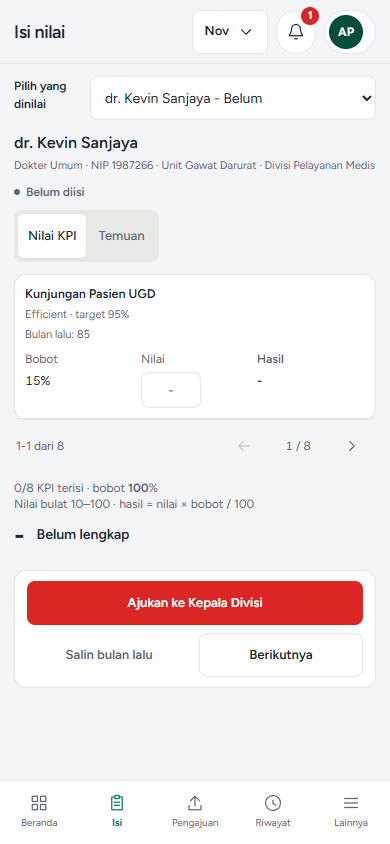 Isi nilai
Nov
1
AP
Pilih yang
dinilai
dr. Kevin Sanjaya - Belum
dr. Kevin Sanjaya
Dokter Umum · NIP 1987266 · Unit Gawat Darurat · Divisi Pelayanan Medis
Belum diisi
Nilai KPI
Temuan
Kunjungan Pasien UGD
Efficient · target 95%
Bulan lalu: 85
Bobot
Nilai
Hasil
15%
-
-
1-1 dari 8
1 / 8
0/8 KPI terisi · bobot 100%
Nilai bulat 10–100 · hasil = nilai × bobot / 100
- Belum lengkap
Ajukan ke Kepala Divisi
Salin bulan lalu
Berikutnya
Beranda
Isi
Pengajuan
Riwayat
Lainnya